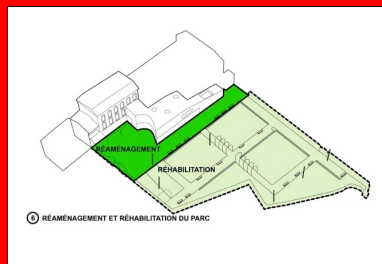 RÉAMÉNAGEMENT
RÉHABILITATION
6 RÉAMÉNAGEMENT ET RÉHABILITATION DU PARC